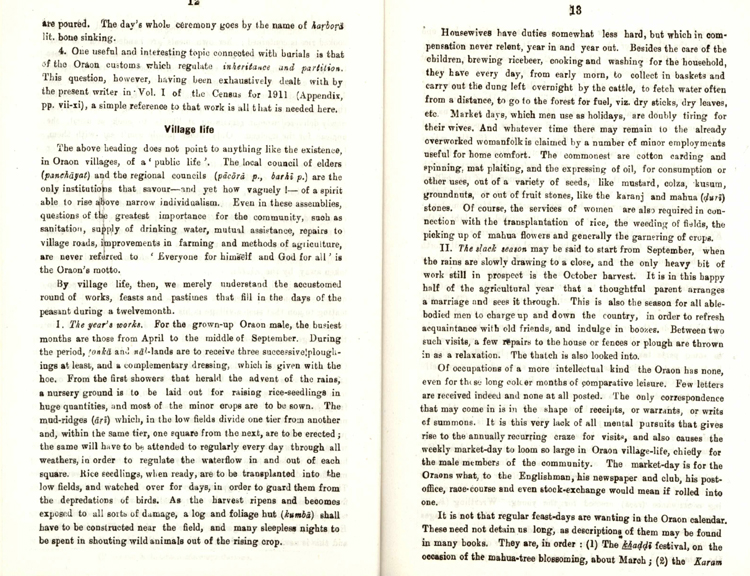 12
are poured. The day's whole ceremony goes by the name of harborā
lit. bone sinking.
4. One useful and interesting topic connected with burials is that
of the Oraon customs which regulate inheritance and partition.
This question, however, having been exhaustively dealt with by
the present writer in Vol. I of the Census for 1911 (Appendix,
pp. vii-xi), a simple reference to that work is all that is needed here.
Village life
The above heading does not point to anything like the existence,
in Oraon villages, of a ' public life '. The local council of elders
(panchāyat) and the regional councils (pācōrā p., barhi p.) are the
only institutions that savour—and yet how vaguely !— of a spirit
able to rise above narrow individualism. Even in these assemblies,
questions of the greatest importance for the community, such as
sanitation, supply of drinking water, mutual assistance, repairs to
village roads, improvements in farming and methods of agriculture,
are never referred to ' Everyone for himself and God for all ' is
the Oraon's motto.
By village life, then, we merely understand the accustomed
round of works, feasts and pastimes that fill in the days of the
peasant during a twelvemonth.
I. The year's works. For the grown-up Oraon male, the busiest
months are those from April to the middle of September. During
the period, and lands are to receive three successive plough-
ings at least, and a complementary dressing, which is given with the
hoe. From the first showers that herald the advent of the rains,
a nursery ground is to be laid out for raising rice-seedlings in
huge quantities, and most of the minor crops are to be sown. The
mud-ridges (āri) which, in the low fields divide one tier from another
and, within the same tier, one square from the next, are to be erected ;
the same will have to be attended to regularly every day through all
weathers, in order to regulate the waterflow in and out of each
square. Rice seedlings, when ready, are to be transplanted into the
low fields, and watched over for days, in order to guard them from
the depredations of birds. As the harvest ripens and becomes
exposed to all sorts of damage, a log and foliage hut (kumbā) shall
have to be constructed near the field, and many sleepless nights to
be spent in shouting wild animals out of the rising crop.
13
Housewives have duties somewhat less hard, but which in com-
pensation never relent, year in and year out. Besides the care of the
children, brewing ricebeer, cooking and washing for the household,
they have every day, from early morn, to collect in baskets and
carry out the dung left overnight by the cattle, to fetch water often
from a distance, to go to the forest for fuel, viz. dry sticks, dry leaves,
etc. Market days, which men use as holidays, are doubly tiring for
their wives. And whatever time there may remain to the already
overworked womanfolk is claimed by a number of minor employments
useful for home comfort. The commonest are cotton carding and
spinning, mat plaiting, and the expressing of oil, for consumption or
other uses, out of a variety of seeds, like mustard, colza, kusum,
groundnuts, or out of fruit stones, like the karanj and mahua (ḍuṛi)
stones. Of course, the services of women are also required in con-
nection with the transplantation of rice, the weeding of fields, the
picking up of mahua flowers and generally the garnering of crops.
II. The slack season may be said to start from September, when
the rains are slowly drawing to a close, and the only heavy bit of
work still in prospect is the October harvest. It is in this happy
half of the agricultural year that a thoughtful parent arranges
a marriage and sees it through. This is also the season for all able-
bodied men to charge up and down the country, in order to refresh
acquaintance with old friends, and indulge in boozes. Between two
such visits, a few repairs to the house or fences or plough are thrown
in as a relaxation. The thatch is also looked into.
Of occupations of a more intellectual kind the Oraon has none,
even for these long colder months of comparative leisure. Few letters
are received indeed and none at all posted. The only correspondence
that may come in is in the shape of receipts, or warrants, or writs
of summons. It is this very lack of all mental pursuits that gives
rise to the annually recurring craze for visits, and also causes the
weekly market-day to loom so large in Oraon village-life, chiefly for
the male members of the community. The market-day is for the
Oraons what, to the Englishman, his newspaper and club, his post-
office, race-course and even stock-exchange would mean if rolled into
one.
It is not that regular feast-days are wanting in the Oraon calendar.
These need not detain us long, as descriptions of them may be found
in many books. They are, in order : (1) The khaḍḍi festival, on the
occasion of the mahua-tree blossoming, about March ; (2) the Karam